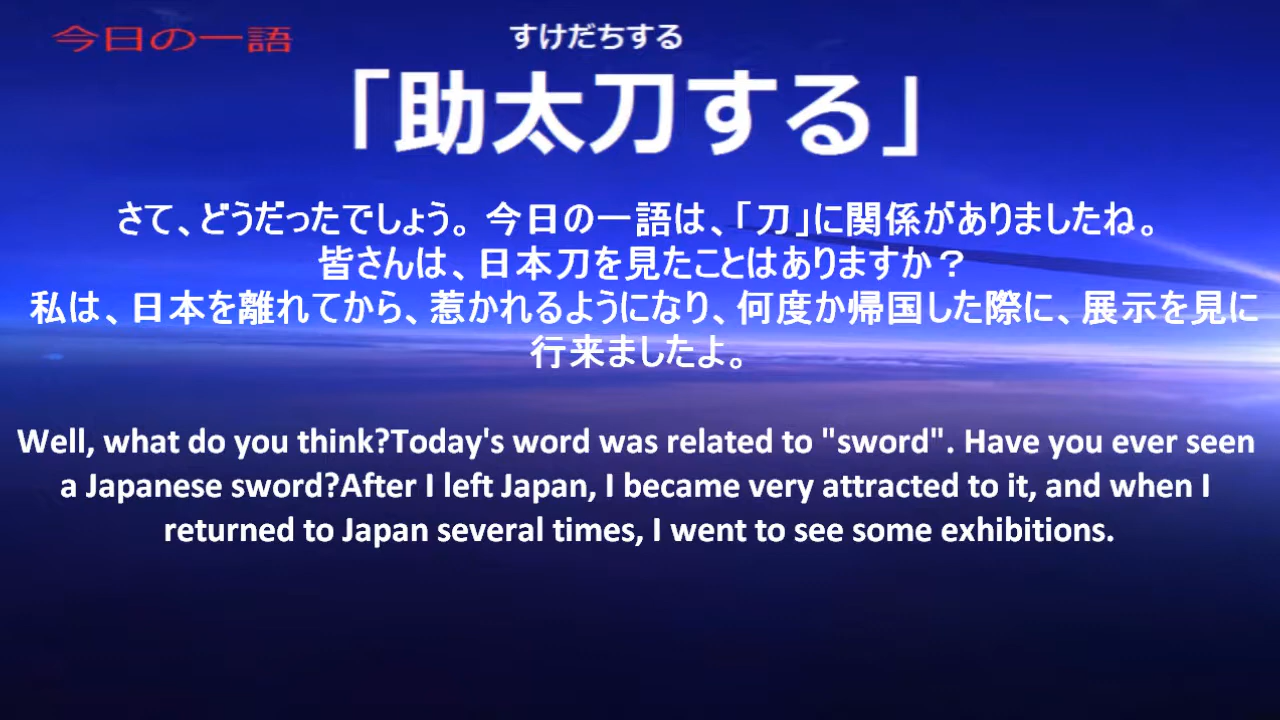 今日の一語
すけだちする
「助太刀する」
さて、どうだったでしょう。今日の一語は、「刀」に関係がありましたね。
皆さんは、日本刀を見たことはありますか？
私は、日本を離れてから、惹かれるようになり、何度か帰国した際に、展示を見に
行来ましたよ。
Well, what do you think?Today's word was related to "sword". Have you ever seen
a Japanese sword?After I left Japan, I became very attracted to it, and when I
returned to Japan several times, I went to see some exhibitions.